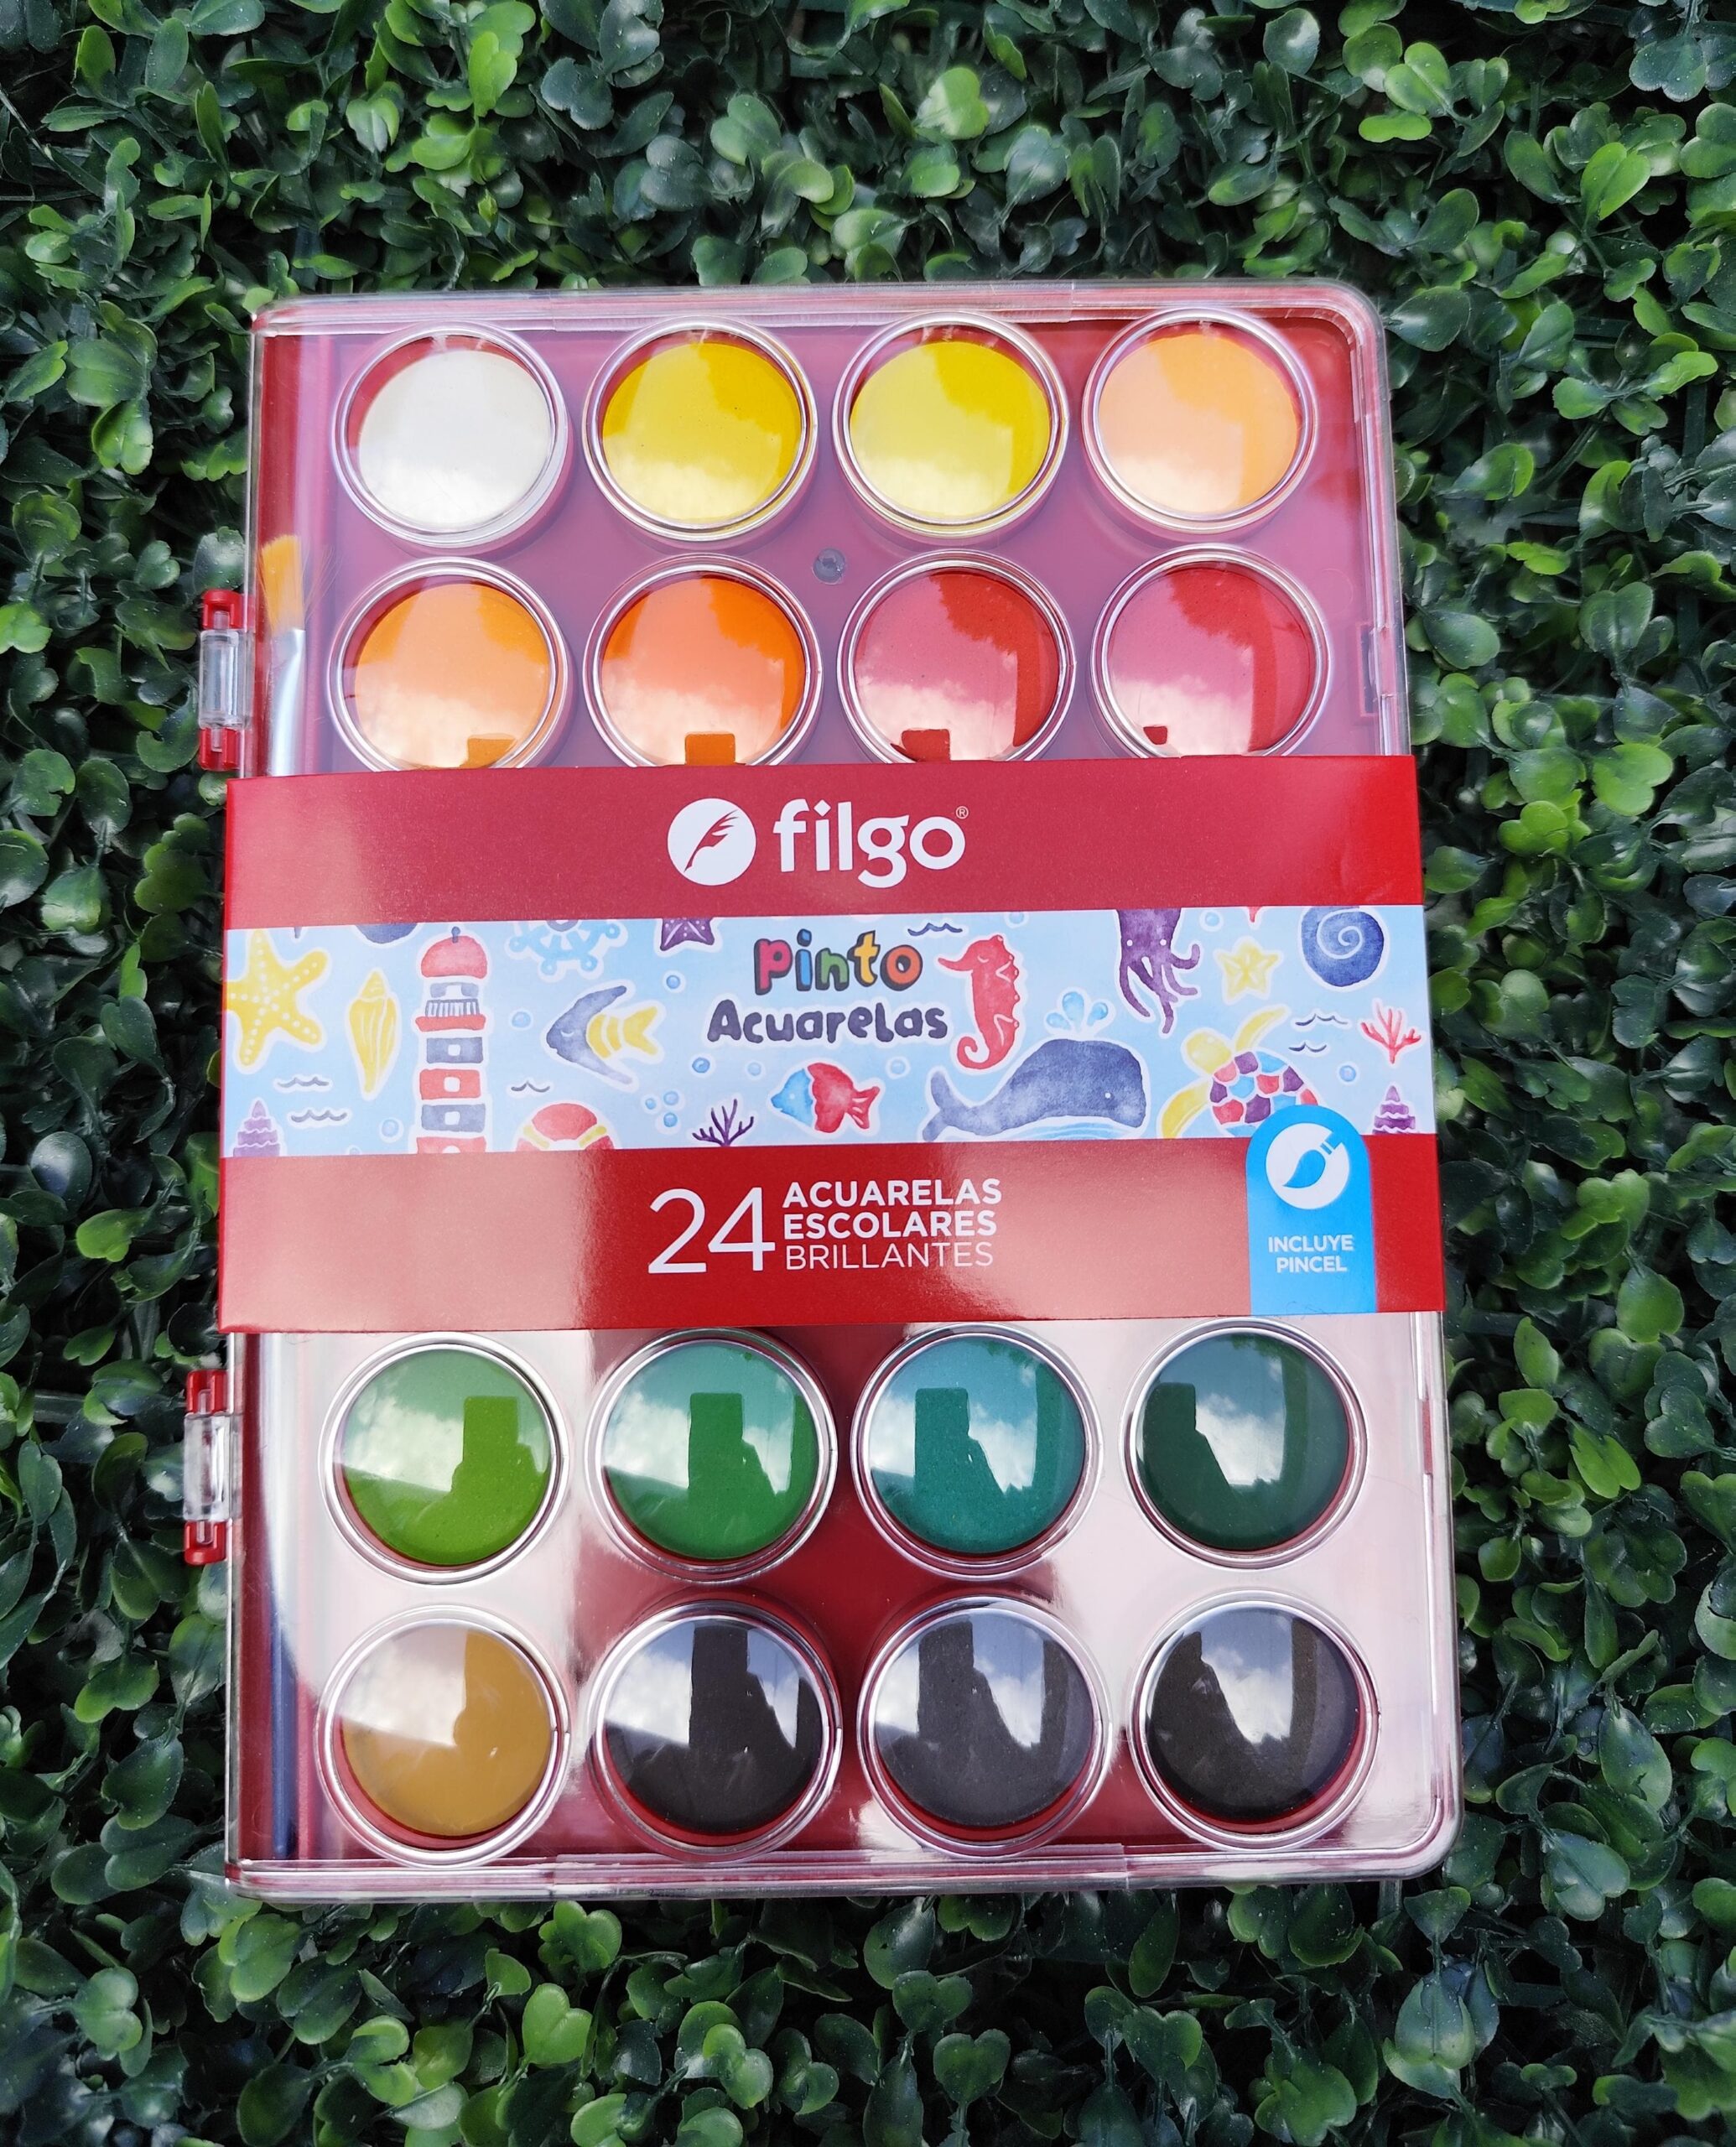 filgo®
Pinto
Acuarelas
24 ACUARELAS
ESCOLARES
BRILLANTES
INCLUYE
PINCEL